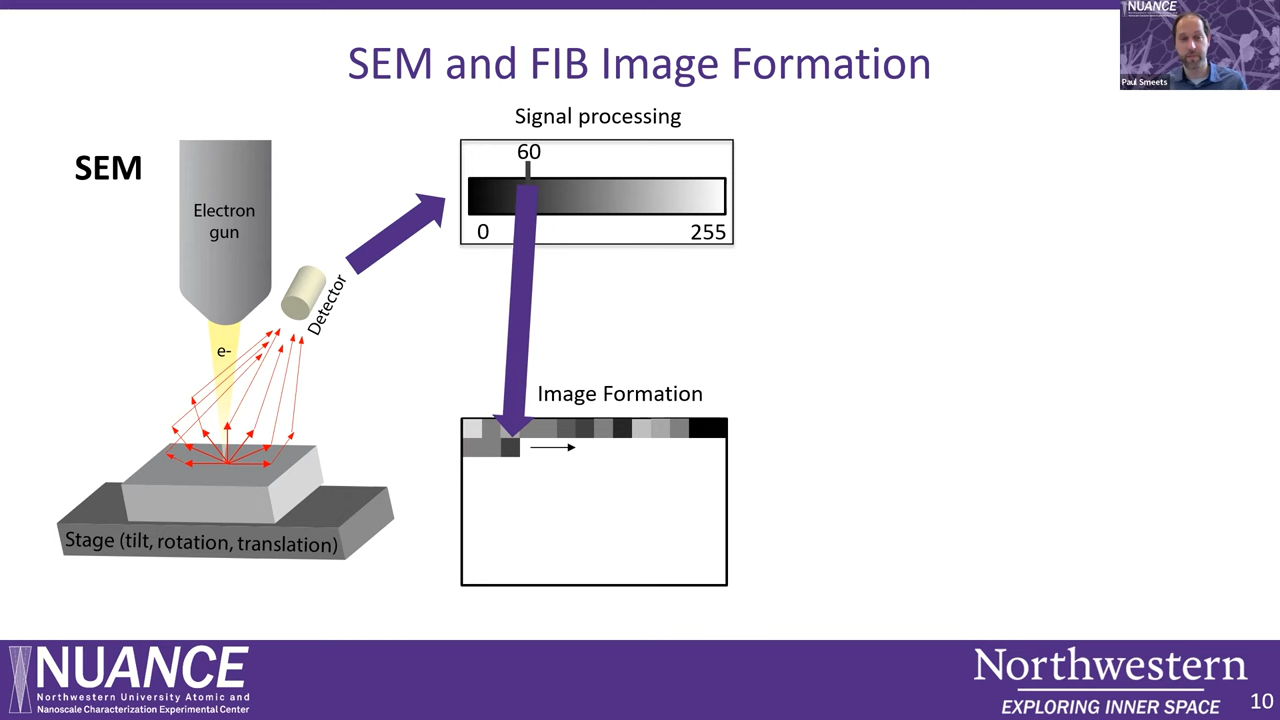 SEM and FIB Image Formation
NUANCE
Paul Smeets
Signal processing
SEM
60
0
255
Electron
gun
Detector
e-
Image Formation
Stage (tilt, rotation, translation)
NUANCE
Northwestern University Atomic and
Nanoscale Characterization Experimental Center
Northwestern
EXPLORING INNER SPACE
10